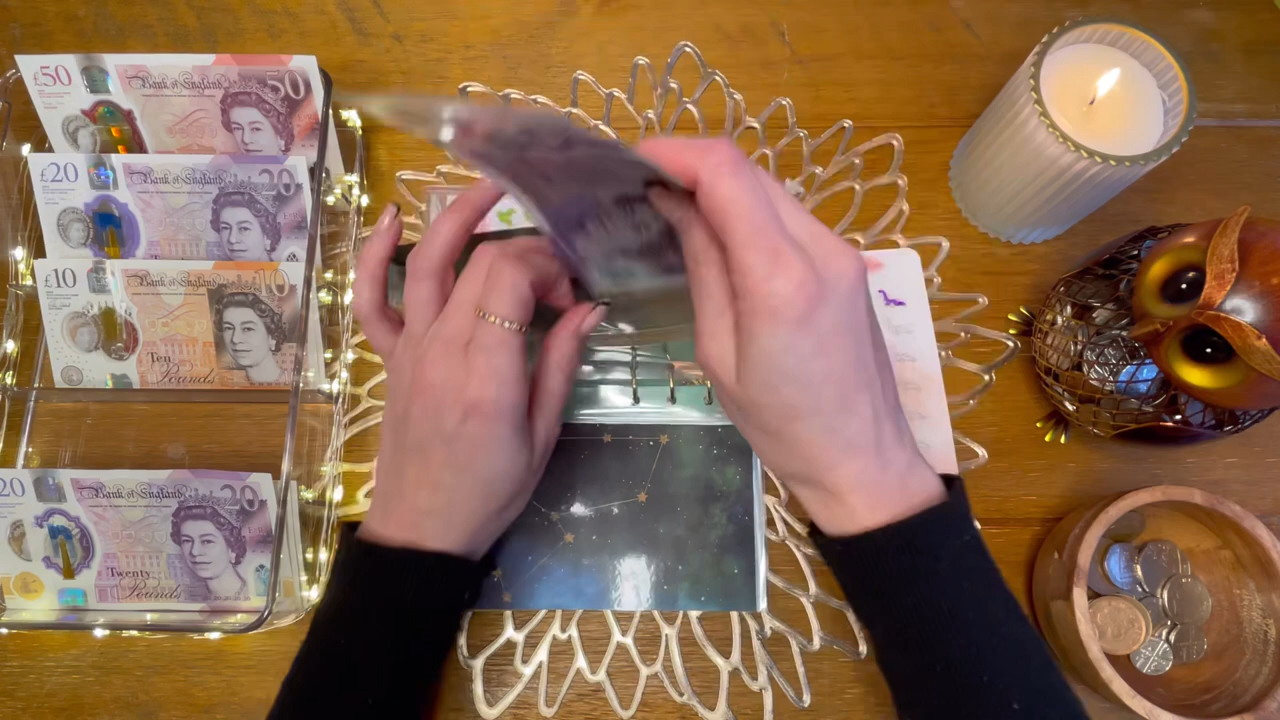 £50
Bank of England
50
£20
Bank of England
20
£10
Bank of England
10
Ten
Pounds
20
Bank of England
20
Twenty
Pounds